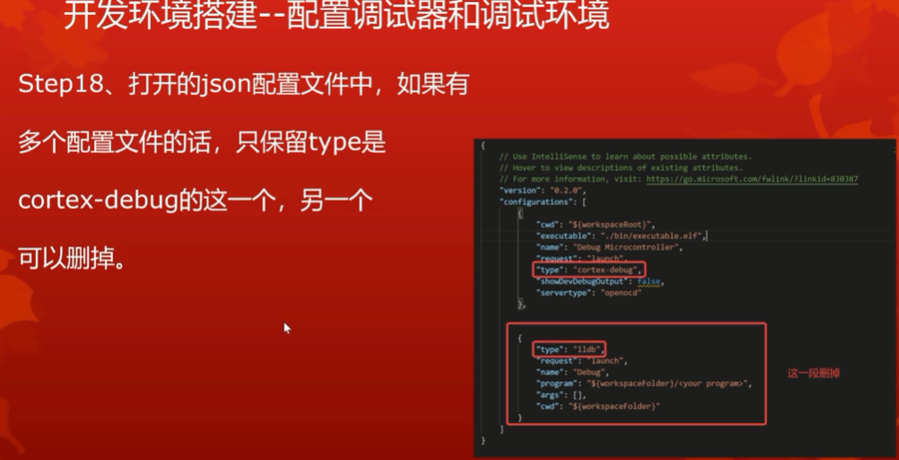 开发环境搭建--配置调试器和调试环境
Step18、打开的json配置文件中，如果有
多个配置文件的话，只保留type是
cortex-debug的这一个，另一个
可以删掉。
{
// Use IntelliSense to learn about possible attributes.
// Hover to view descriptions of existing attributes.
// For more information, visit: https://go.microsoft.com/fwlink/?linkid=830387
"version": "0.2.0",
"configurations": [
{
"cwd": "${workspaceRoot}",
"executable": "./bin/executable.elf",
"name": "Debug Microcontroller",
"request": "launch",
"type": "cortex-debug",
"showDevDebugOutput": false,
"servertype": "openocd"
},
{
"type": "lldb",
"request": "launch",
"name": "Debug",
"program": "${workspaceFolder}/<your program>",
"args": [],
"cwd": "${workspaceFolder}"
}
]
}
这一段删掉